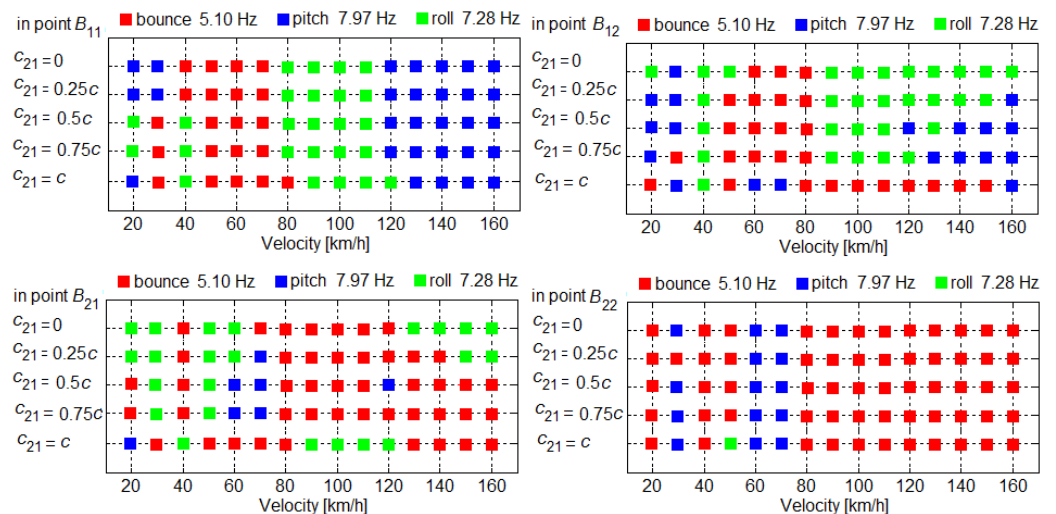 in point B11 bounce 5.10 Hz pitch 7.97 Hz roll 7.28 Hz
c21 = 0
c21 = 0.25c
c21 = 0.5c
c21 = 0.75c
c21 = c
20 40 60 80 100 120 140 160
Velocity [km/h]
in point B12 bounce 5.10 Hz pitch 7.97 Hz roll 7.28 Hz
c21 = 0
c21 = 0.25c
c21 = 0.5c
c21 = 0.75c
c21 = c
20 40 60 80 100 120 140 160
Velocity [km/h]
in point B21 bounce 5.10 Hz pitch 7.97 Hz roll 7.28 Hz
c21 = 0
c21 = 0.25c
c21 = 0.5c
c21 = 0.75c
c21 = c
20 40 60 80 100 120 140 160
Velocity [km/h]
in point B22 bounce 5.10 Hz pitch 7.97 Hz roll 7.28 Hz
c21 = 0
c21 = 0.25c
c21 = 0.5c
c21 = 0.75c
c21 = c
20 40 60 80 100 120 140 160
Velocity [km/h]